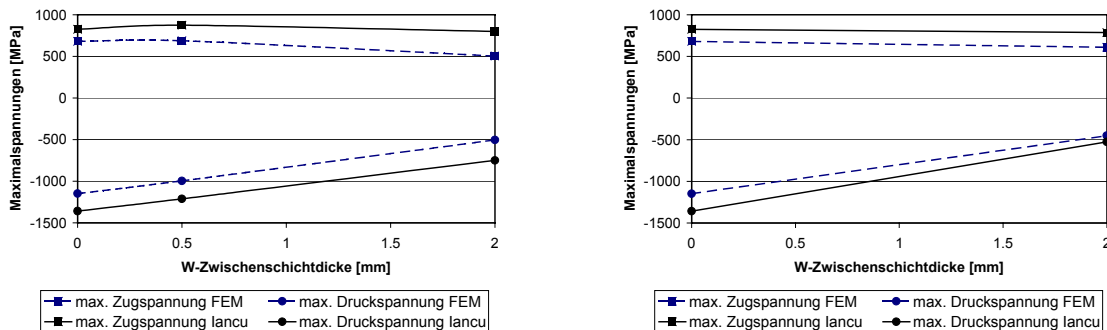 Maximalspannungen [MPa]
1000
500
0
-500
-1000
-1500
0 0.5 1 1.5 2
W-Zwischenschichtdicke [mm]
max. Zugspannung FEM max. Druckspannung FEM
max. Zugspannung Iancu max. Druckspannung Iancu
Maximalspannungen [MPa]
1000
500
0
-500
-1000
-1500
0 0.5 1 1.5 2
W-Zwischenschichtdicke [mm]
max. Zugspannung FEM max. Druckspannung FEM
max. Zugspannung Iancu max. Druckspannung Iancu